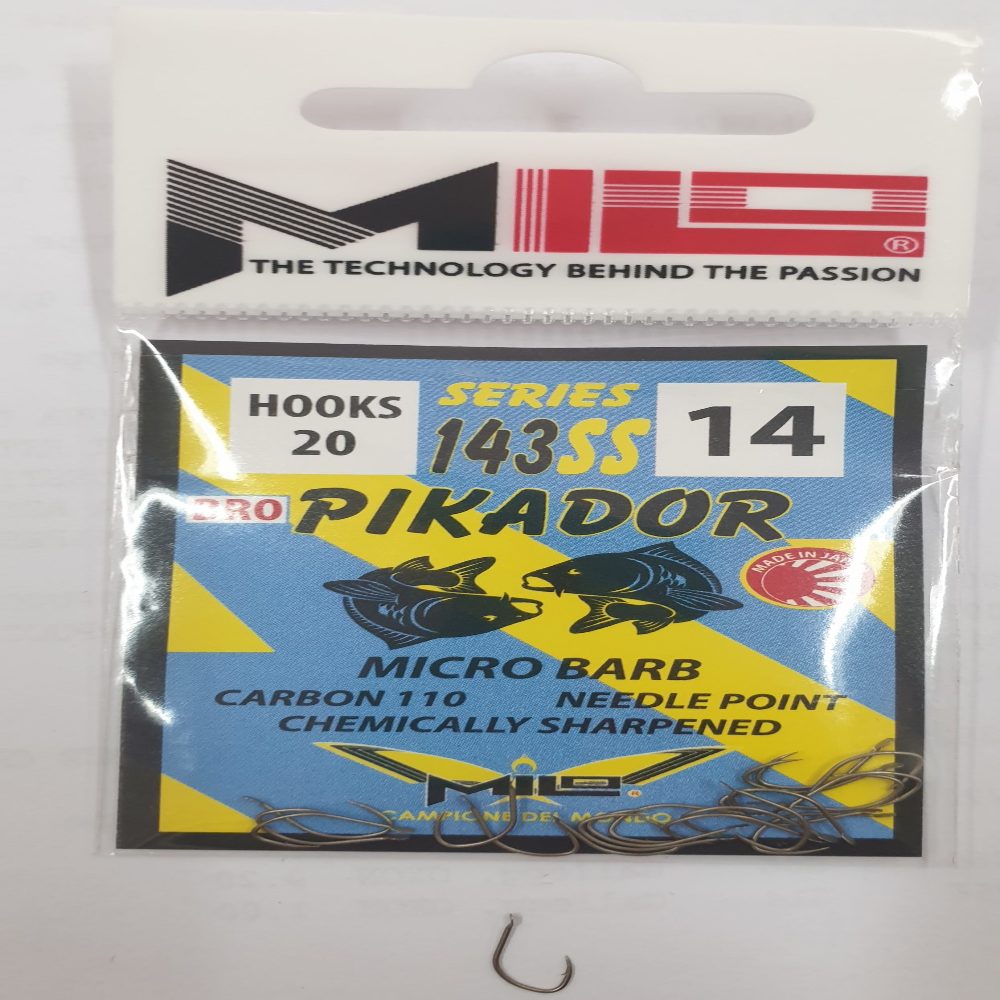 MILO®
THE TECHNOLOGY BEHIND THE PASSION
HOOKS
20
SERIES
143SS
14
BRO PIKADOR
MADE IN JAPAN
MICRO BARB
CARBON 110 NEEDLE POINT
CHEMICALLY SHARPENED
MILO®
CAMPIONE DEL MONDO